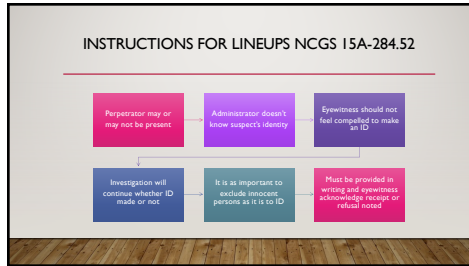 INSTRUCTIONS FOR LINEUPS NCGS 15A-284.52
Perpetrator may or
may not be present
Administrator doesn't
know suspect's identity
Eyewitness should not
feel compelled to make
an ID
Investigation will
continue whether ID
made or not
It is as important to
exclude innocent
persons as it is to ID
Must be provided in
writing and eyewitness
acknowledge receipt or
refusal noted